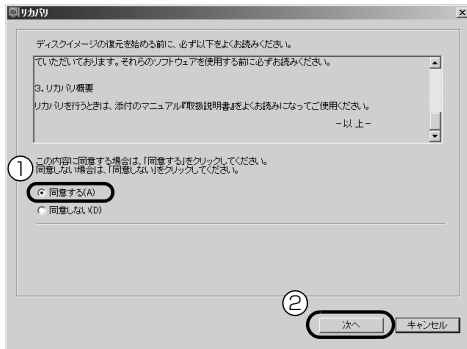 リカバリ
ディスクイメージの復元を始める前に、必ず以下をよくお読みください。
ていただいております。それらのソフトウェアを使用する前に必ずお読みください。
3. リカバリ概要
リカバリを行うときは、添付のマニュアル『取扱説明書』をよくお読みになってご使用ください。
－以 上－
この内容に同意する場合は、「同意する」をクリックしてください。
同意しない場合は、「同意しない」をクリックしてください。
①
同意する(A)
同意しない(D)
②
次へ
キャンセル